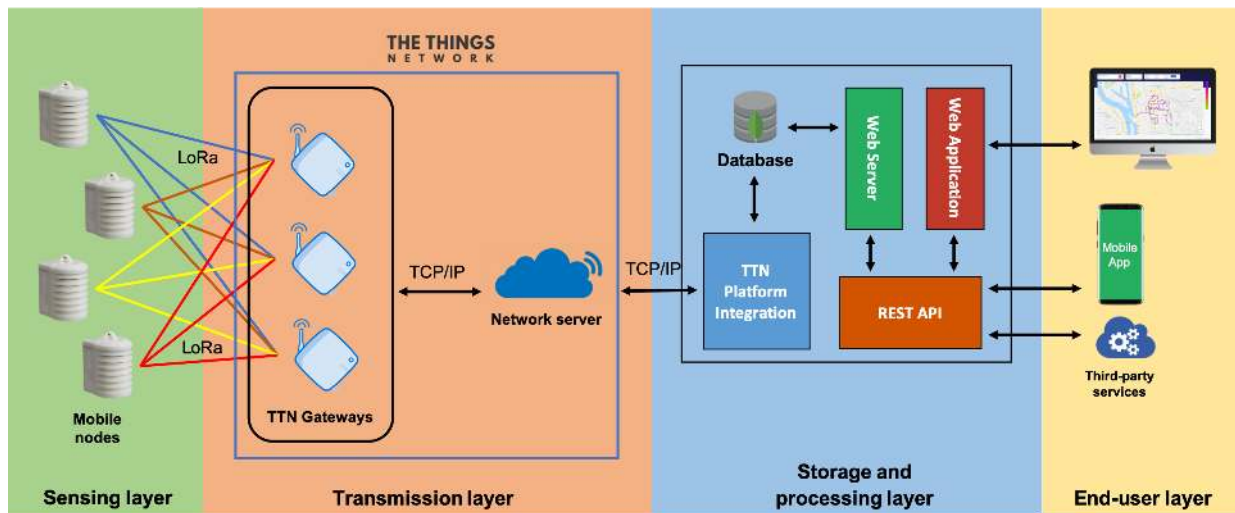 THE THINGS
NETWORK
LoRa
LoRa
Mobile
nodes
TTN Gateways
TCP/IP
Network server
TCP/IP
Database
Web Server
Web Application
TTN
Platform
Integration
REST API
Mobile
App
Third-party
services
Sensing layer
Transmission layer
Storage and
processing layer
End-user layer